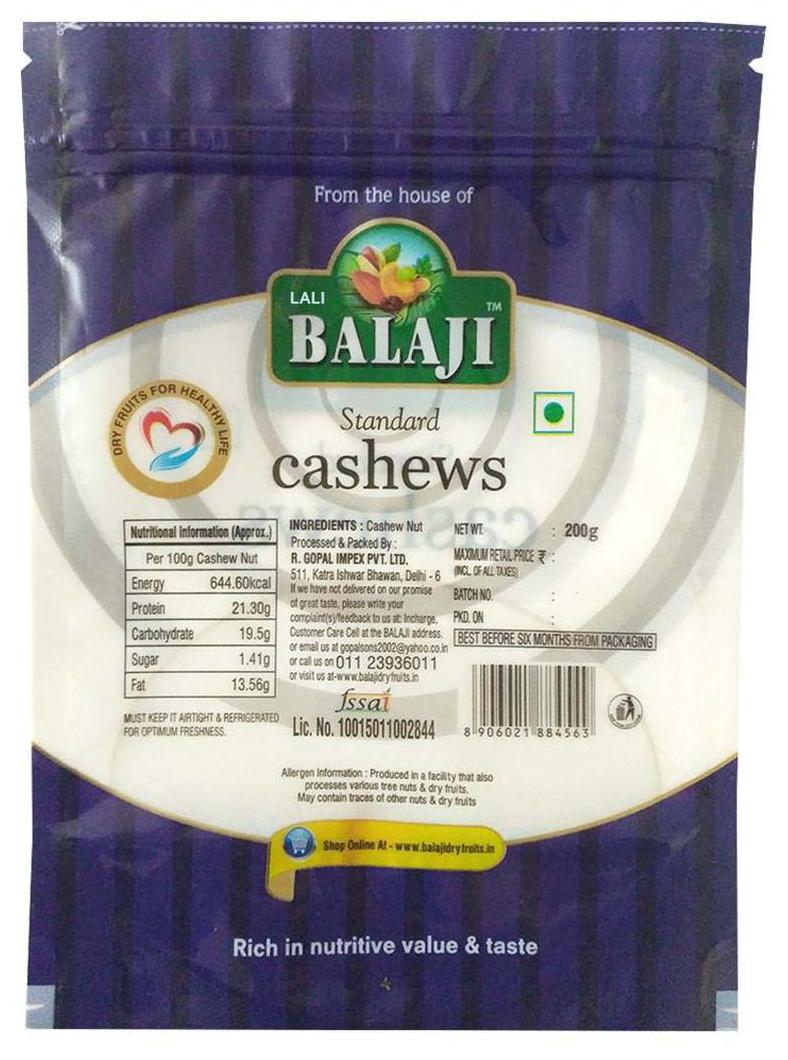 From the house of
LALI
BALAJI TM
DRY FRUITS FOR HEALTHY LIFE
Standard
cashews
Nutritional Information (Approx.)
Per 100g Cashew Nut
Energy 644.60kcal
Protein 21.30g
Carbohydrate 19.5g
Sugar 1.41g
Fat 13.56g
MUST KEEP IT AIRTIGHT & REFRIGERATED
FOR OPTIMUM FRESHNESS.
INGREDIENTS : Cashew Nut
Processed & Packed By :
R. GOPAL IMPEX PVT. LTD.
511, Katra Ishwar Bhawan, Delhi - 6
If we have not delivered on our promise
of great taste, please write your
complaint(s)/feedback to us at: Incharge,
Customer Care Cell at the BALAJI address.
or email us at gopalsons2002@yahoo.co.in
or call us on 011 23936011
or visit us at-www.balajidryfruits.in
fssai
Lic. No. 10015011002844
NET WT. : 200g
MAXIMUM RETAIL PRICE ₹ :
(INCL. OF ALL TAXES)
BATCH NO. :
PKD. ON :
BEST BEFORE SIX MONTHS FROM PACKAGING
8 906021 884563
Allergen Information : Produced in a facility that also
processes various tree nuts & dry fruits.
May contain traces of other nuts & dry fruits
Shop Online At - www.balajidryfruits.in
Rich in nutritive value & taste